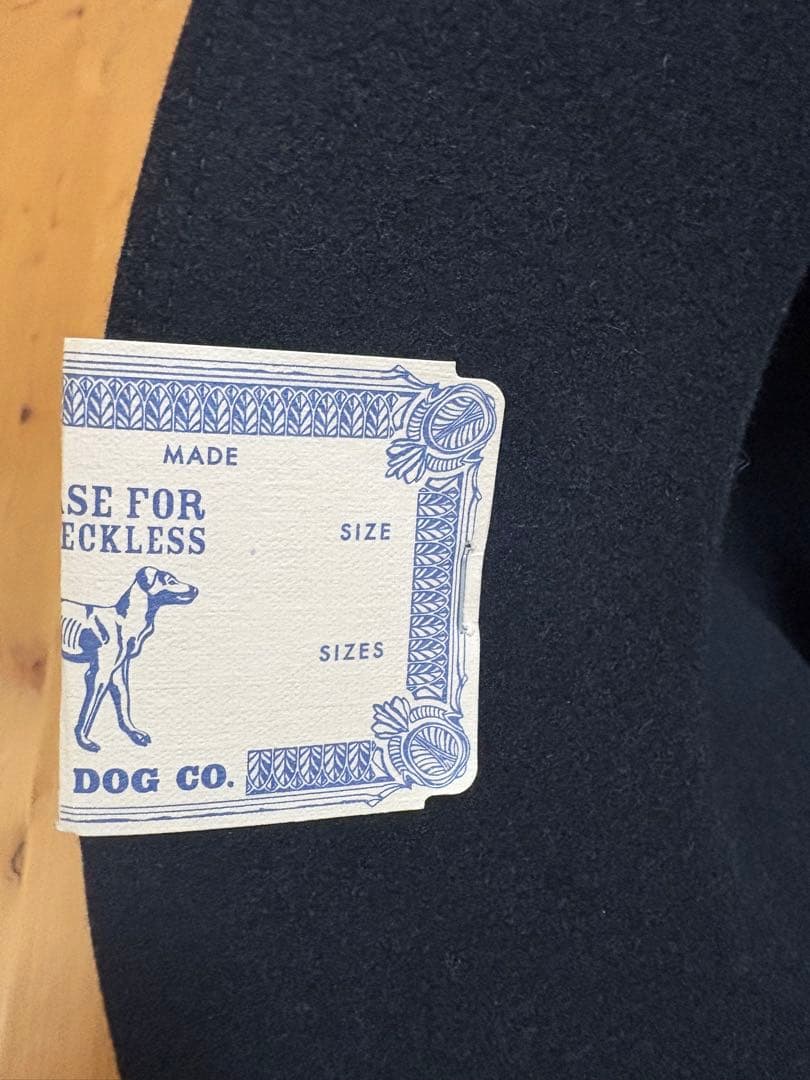 MADE
ASE FOR
ECKLESS
SIZE
SIZES
DOG CO.